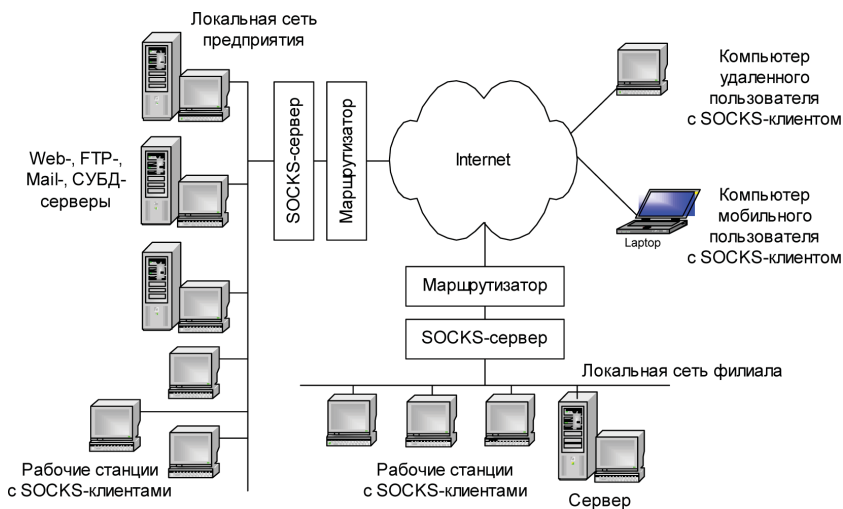 Локальная сеть
предприятия
Web-, FTP-,
Mail-, СУБД-
серверы
SOCKS-сервер
Маршрутизатор
Internet
Компьютер
удаленного
пользователя
с SOCKS-клиентом
Laptop
Компьютер
мобильного
пользователя
с SOCKS-клиентом
Маршрутизатор
SOCKS-сервер
Локальная сеть филиала
Рабочие станции
с SOCKS-клиентами
Рабочие станции
с SOCKS-клиентами
Сервер